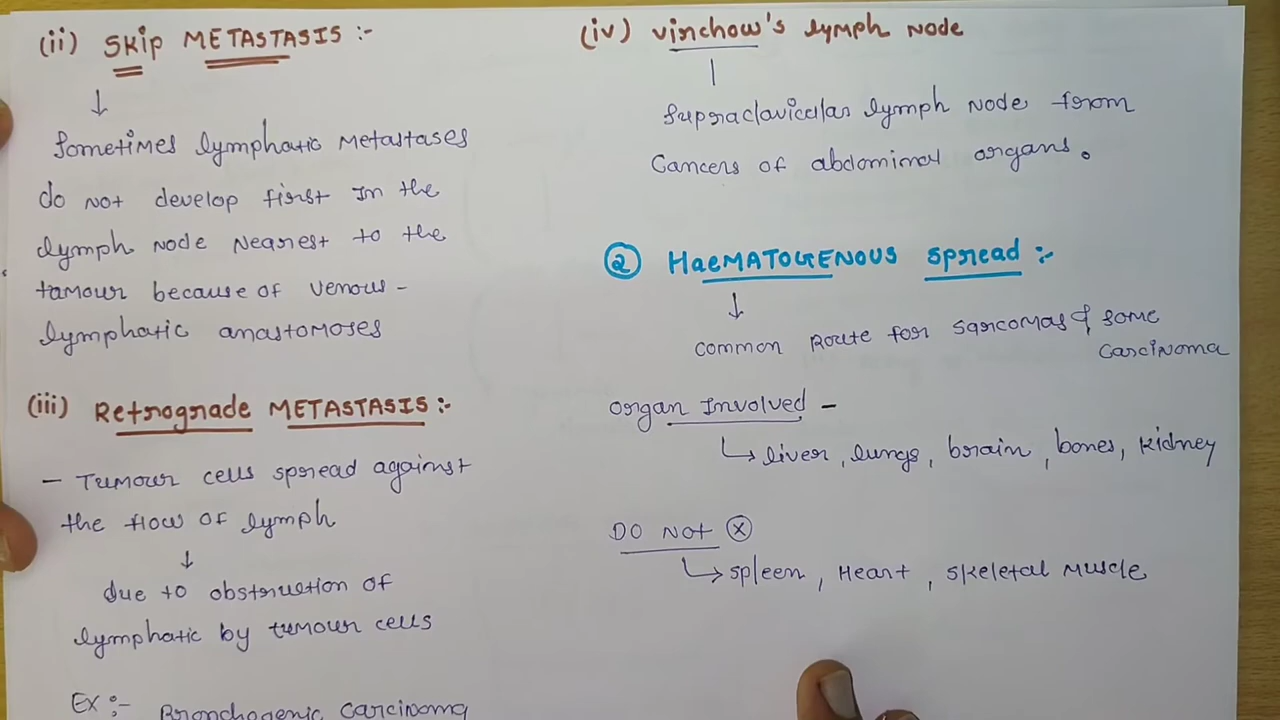 (ii) Skip METASTASIS :-
↓
Sometimes lymphatic Metastases
do not develop first in the
lymph node nearest to the
tamour because of venous -
lymphatic anastomoses
(iii) Retrograde METASTASIS :-
- Tumour cells spread against
the flow of lymph
↓
due to obstruction of
lymphatic by tumour cells
Ex :- Bronchogenic Carcinoma
(iv) Virchow's lymph Node
Supraclavicular lymph Node from
Cancers of abdominal organs.
② HaeMATOGENOUS Spread :-
↓
Common Route for Sarcomas & Some
Carcinoma
Organ Involved -
↳ liver, lungs, brain, bones, kidney
DO Not ⓧ
↳ Spleen, Heart, Skeletal Muscle